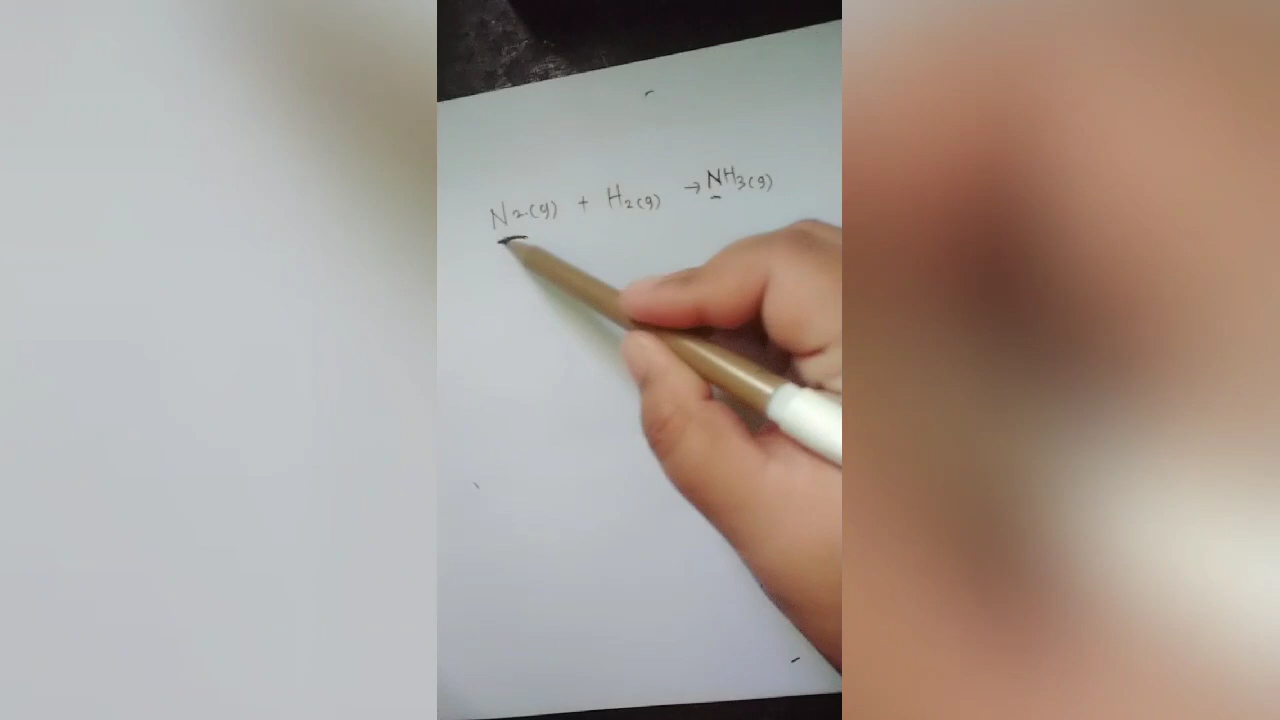 N₂(g) + H₂(g) → NH₃(g)